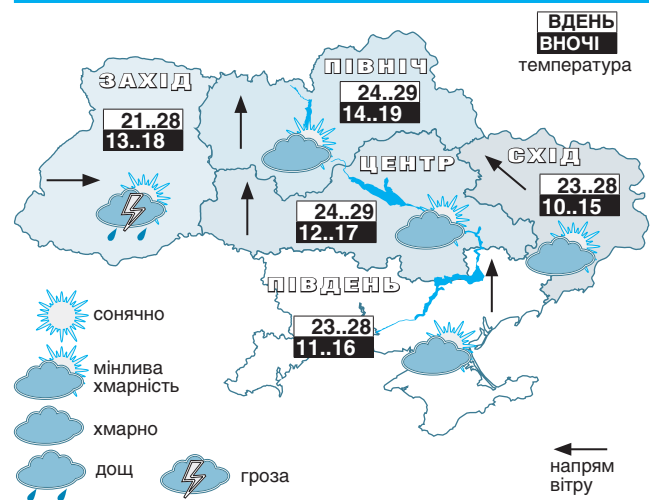 ВДЕНЬ
ВНОЧІ
температура
ЗАХІД
21..28
13..18
ПІВНІЧ
24..29
14..19
ЦЕНТР
24..29
12..17
СХІД
23..28
10..15
ПІВДЕНЬ
23..28
11..16
сонячно
мінлива
хмарність
хмарно
дощ
гроза
напрям
вітру